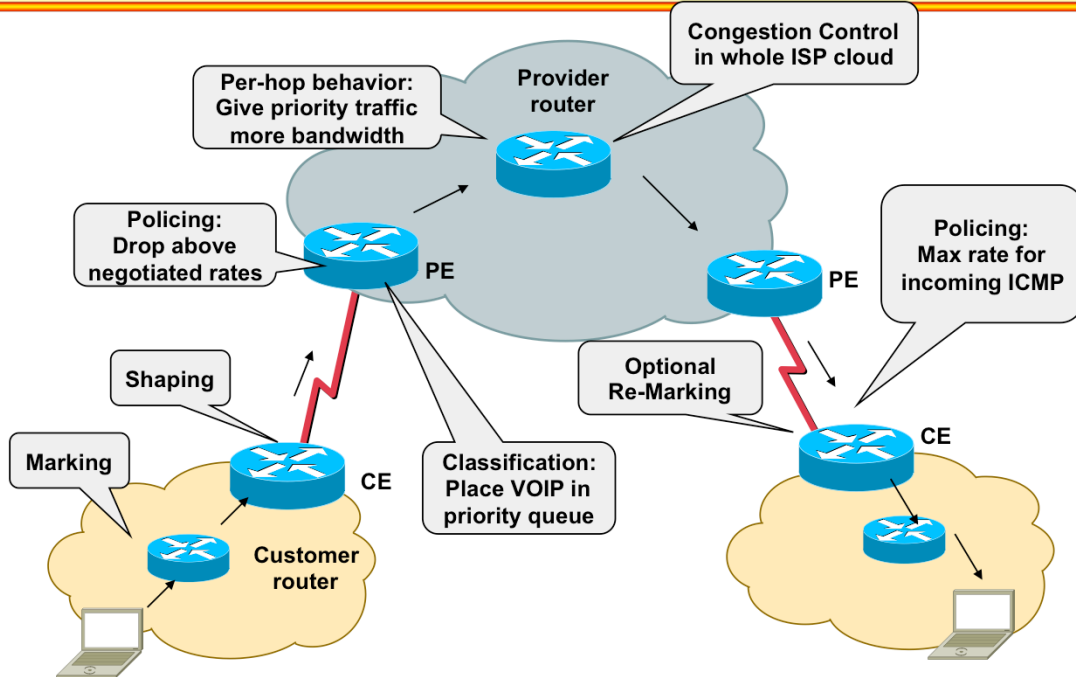 Congestion Control
in whole ISP cloud
Per-hop behavior:
Give priority traffic
more bandwidth
Provider
router
Policing:
Drop above
negotiated rates
PE
PE
Policing:
Max rate for
incoming ICMP
Shaping
Optional
Re-Marking
Marking
CE
Classification:
Place VOIP in
priority queue
CE
Customer
router